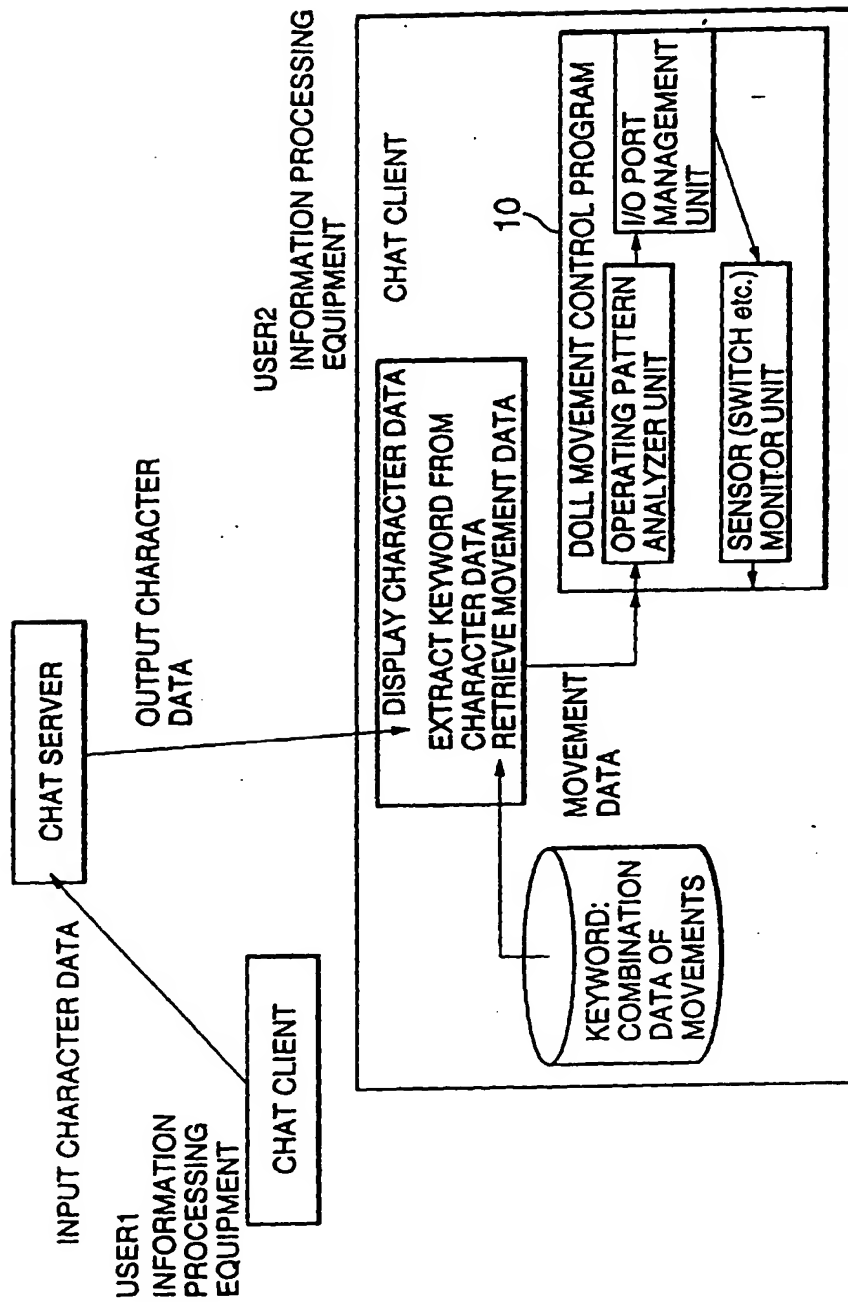 CHAT SERVER
INPUT CHARACTER DATA
OUTPUT CHARACTER
DATA
USER1
INFORMATION
PROCESSING
EQUIPMENT
CHAT CLIENT
USER2
INFORMATION PROCESSING
EQUIPMENT
CHAT CLIENT
DISPLAY CHARACTER DATA
EXTRACT KEYWORD FROM
CHARACTER DATA
RETRIEVE MOVEMENT DATA
KEYWORD:
COMBINATION
DATA OF
MOVEMENTS
MOVEMENT
DATA
10
DOLL MOVEMENT CONTROL PROGRAM
OPERATING PATTERN
ANALYZER UNIT
I/O PORT
MANAGEMENT
UNIT
SENSOR (SWITCH etc.)
MONITOR UNIT